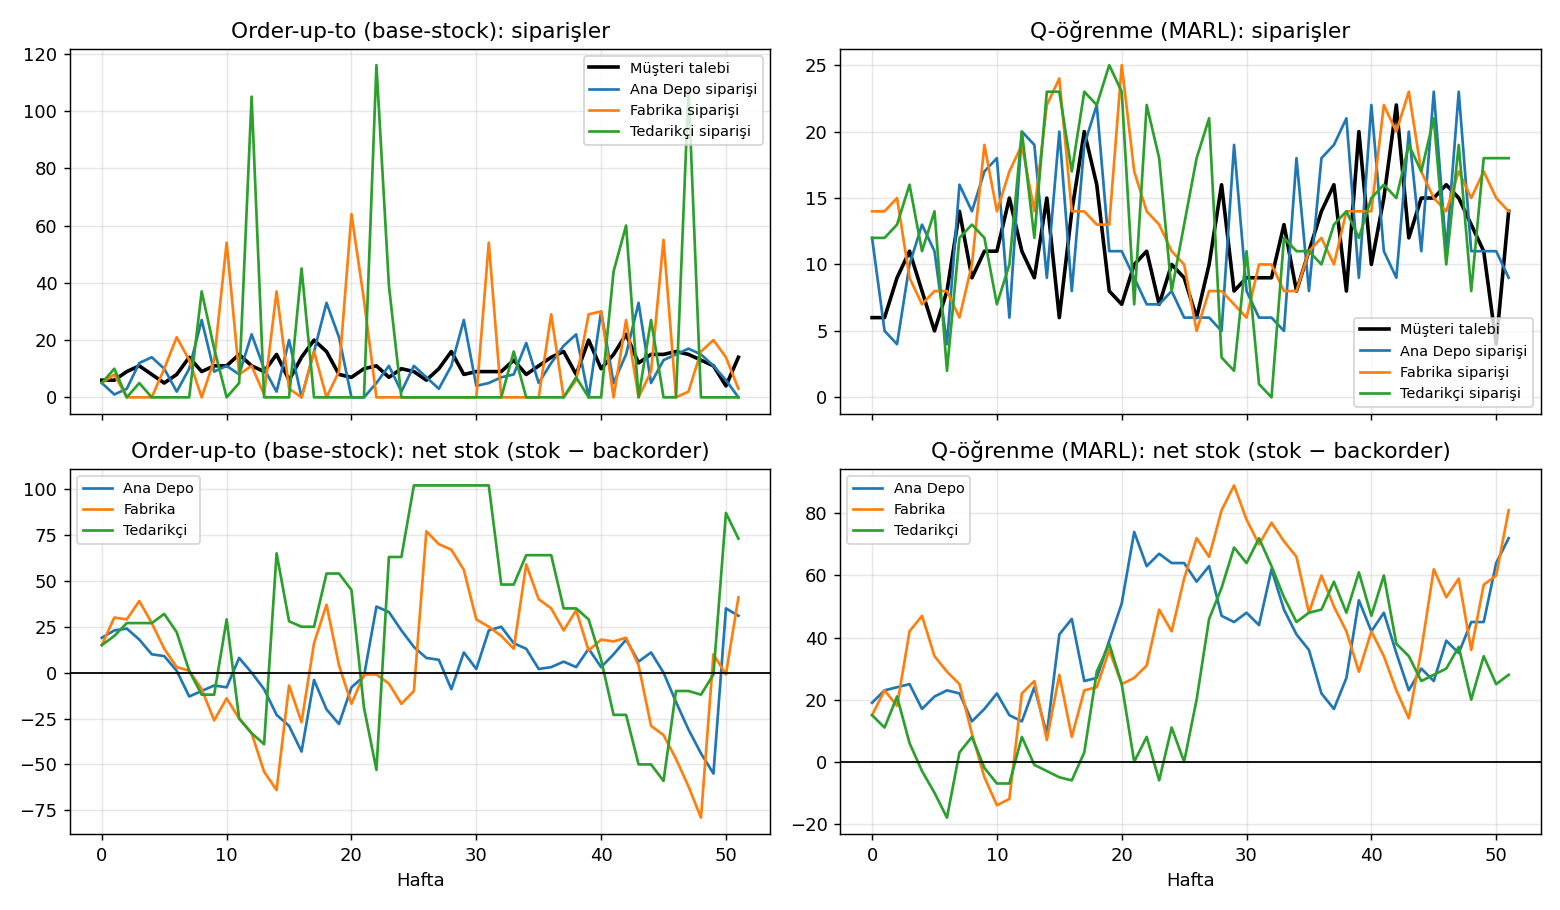 Order-up-to (base-stock): siparişler
120
100
80
60
40
20
0
Müşteri talebi
Ana Depo siparişi
Fabrika siparişi
Tedarikçi siparişi
Q-öğrenme (MARL): siparişler
25
20
15
10
5
0
Müşteri talebi
Ana Depo siparişi
Fabrika siparişi
Tedarikçi siparişi
Order-up-to (base-stock): net stok (stok − backorder)
100
75
50
25
0
−25
−50
−75
Ana Depo
Fabrika
Tedarikçi
0 10 20 30 40 50
Hafta
Q-öğrenme (MARL): net stok (stok − backorder)
80
60
40
20
0
−20
Ana Depo
Fabrika
Tedarikçi
0 10 20 30 40 50
Hafta